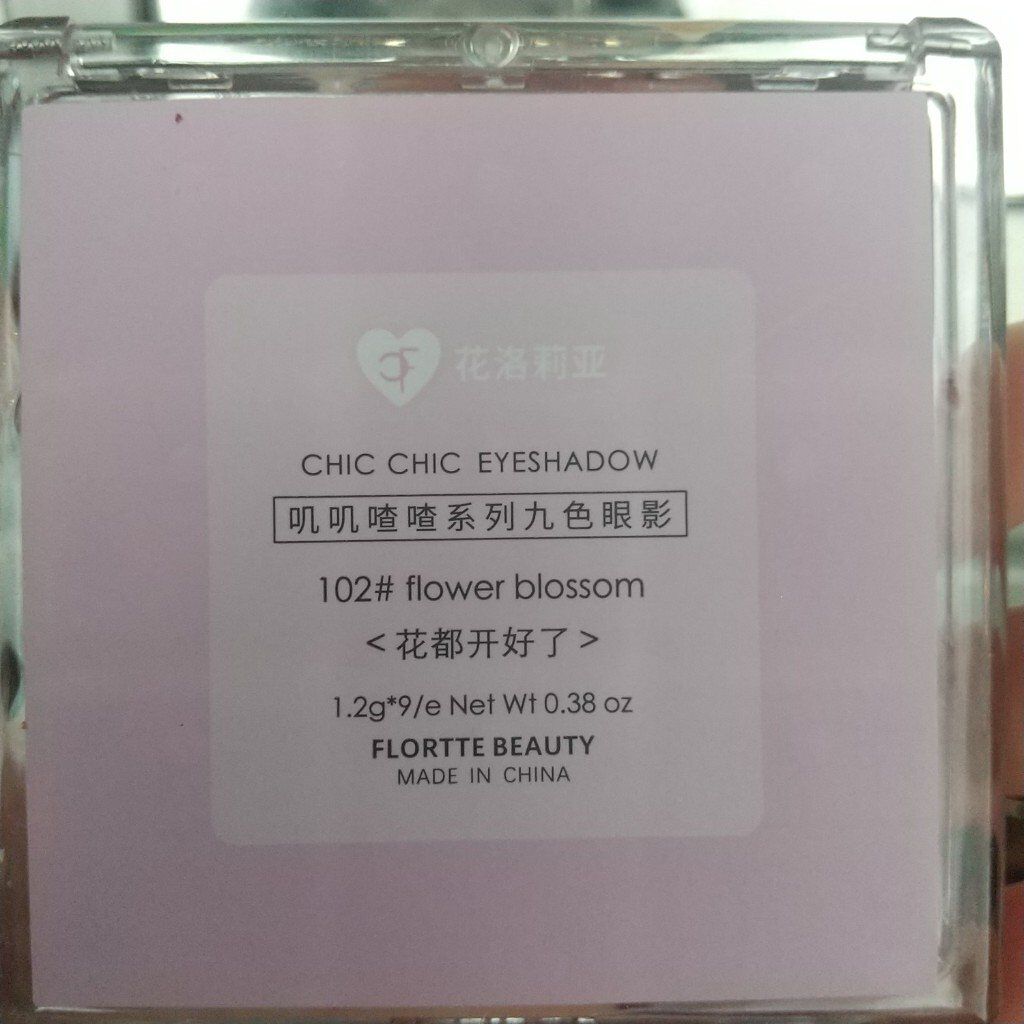 花洛莉亚
CHIC CHIC EYESHADOW
叽叽喳喳系列九色眼影
102# flower blossom
<花都开好了>
1.2g*9/e Net Wt 0.38 oz
FLORTTE BEAUTY
MADE IN CHINA